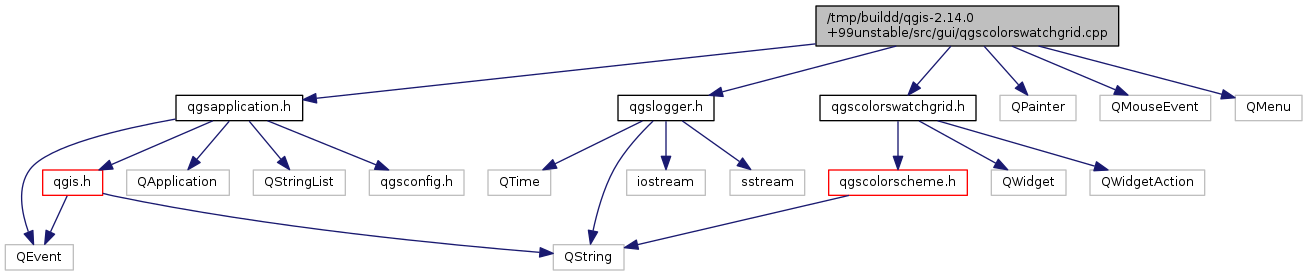 /tmp/buildd/qgis-2.14.0
+99unstable/src/gui/qgscolorswatchgrid.cpp
qgsapplication.h
qgslogger.h
qgscolorswatchgrid.h
QPainter
QMouseEvent
QMenu
qgis.h
QApplication
QStringList
qgsconfig.h
QTime
iostream
sstream
qgscolorscheme.h
QWidget
QWidgetAction
QEvent
QString